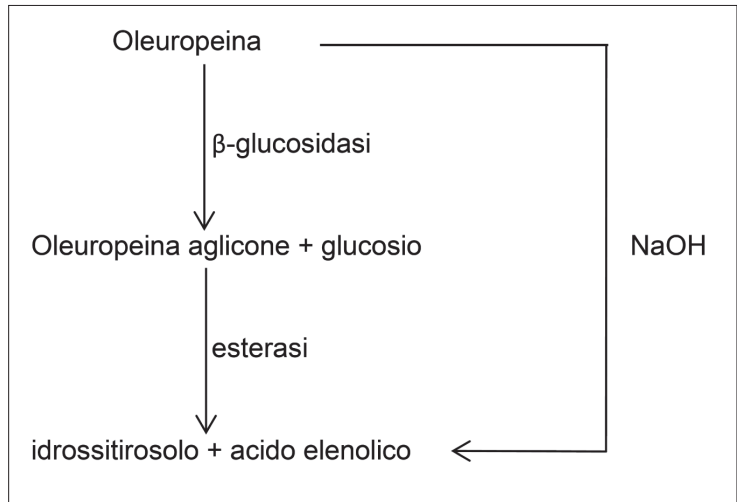 Oleuropeina
β-glucosidasi
Oleuropeina aglicone + glucosio
NaOH
esterasi
idrossitirosolo + acido elenolico